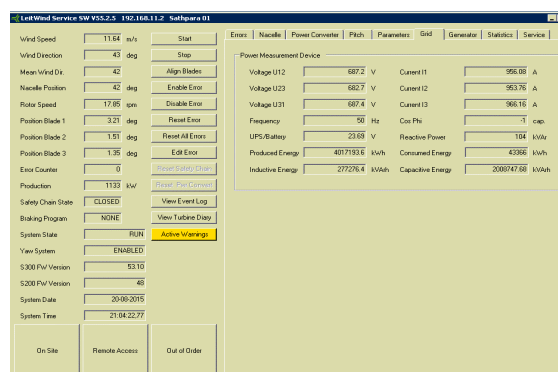 LeitWind Service SW V55.2.5 192.168.11.2 Sathpara 01
Wind Speed 11.64 m/s Start
Wind Direction 43 deg Stop
Mean Wind Dir. 42 Align Blades
Nacelle Position 42 deg Enable Error
Rotor Speed 17.85 rpm Disable Error
Position Blade 1 3.21 deg Reset Error
Position Blade 2 1.51 deg Reset All Errors
Position Blade 3 1.35 deg Edit Error
Error Counter 0 Reset Safety Chain
Production 1133 kW
Safety Chain State CLOSED View Event Log
Braking Program NONE View Turbine Diary
System State RUN Active Warnings
Yaw System ENABLED
S300 FW Version 53.10
S200 FW Version 48
System Date 20-08-2015
System Time 21:04:22.77
On Site Remote Access Out of Order
Errors Nacelle Power Converter Pitch Parameters Grid Generator Statistics Service
Power Measurement Device
Voltage U12 687.2 V Current I1 956.08 A
Voltage U23 682.7 V Current I2 953.76 A
Voltage U31 687.4 V Current I3 966.16 A
Frequency 50 Hz Cos Phi -1 cap.
UPS/Battery 23.69 V Reactive Power 104 kVAr
Produced Energy 4017193.6 kWh Consumed Energy 43366 kWh
Inductive Energy 277276.4 kVArh Capacitive Energy 2008747.68 kVArh